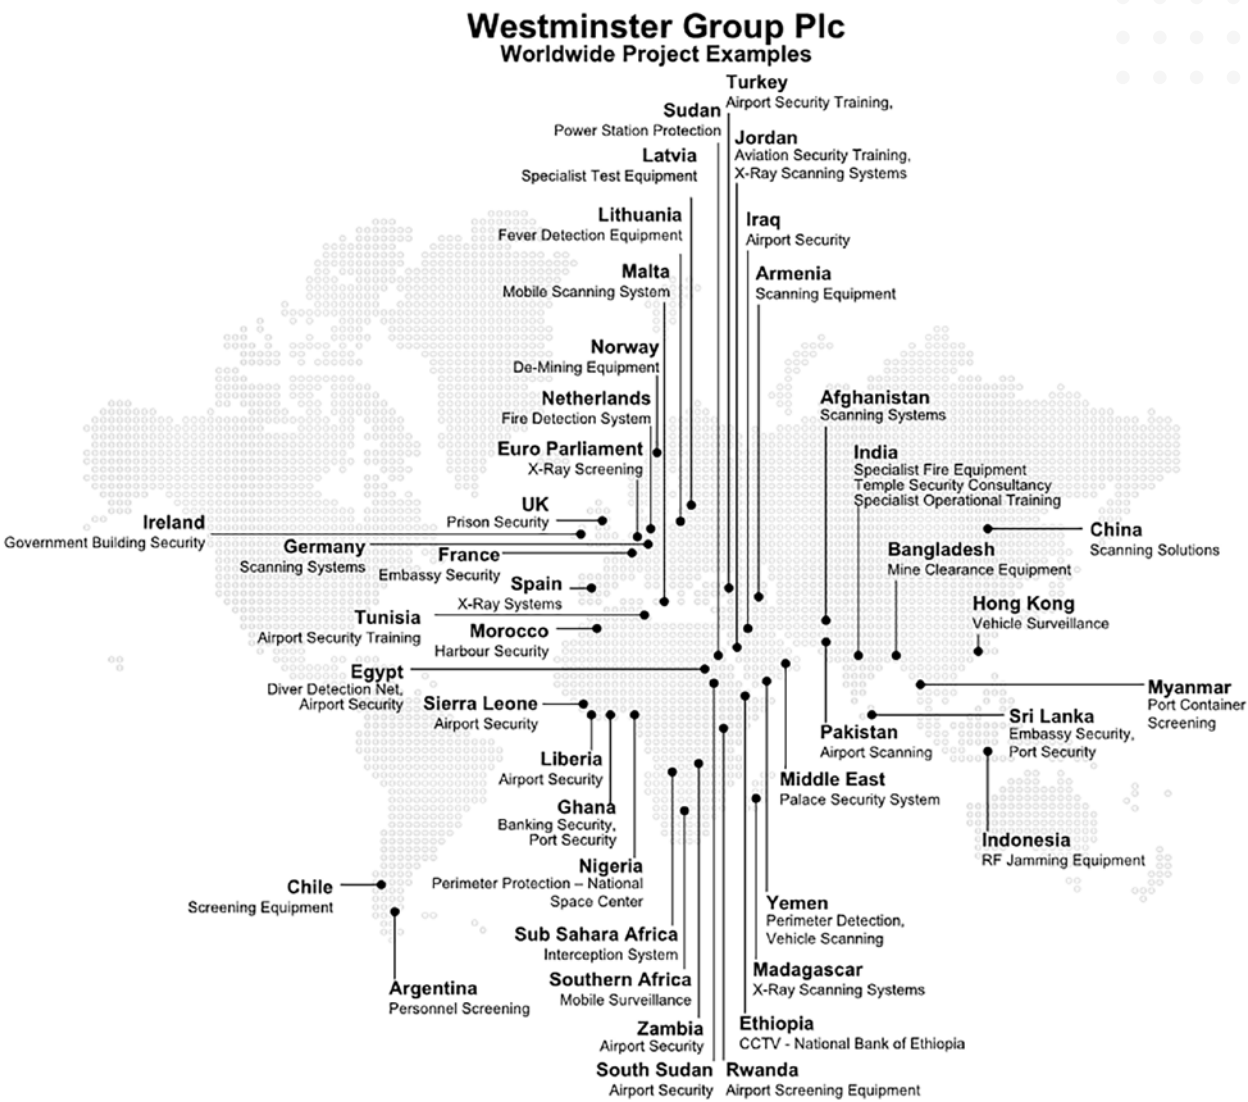 Westminster Group Plc
Worldwide Project Examples
Turkey
Airport Security Training,
Sudan
Power Station Protection
Jordan
Aviation Security Training,
X-Ray Scanning Systems
Latvia
Specialist Test Equipment
Lithuania
Fever Detection Equipment
Iraq
Airport Security
Malta
Mobile Scanning System
Armenia
Scanning Equipment
Norway
De-Mining Equipment
Netherlands
Fire Detection System
Afghanistan
Scanning Systems
Euro Parliament
X-Ray Screening
India
Specialist Fire Equipment
Temple Security Consultancy
Specialist Operational Training
UK
Prison Security
Ireland
Government Building Security
China
Scanning Solutions
Germany
Scanning Systems
France
Embassy Security
Bangladesh
Mine Clearance Equipment
Spain
X-Ray Systems
Hong Kong
Vehicle Surveillance
Tunisia
Airport Security Training
Morocco
Harbour Security
Egypt
Diver Detection Net,
Airport Security
Sierra Leone
Airport Security
Myanmar
Port Container
Screening
Sri Lanka
Embassy Security,
Port Security
Pakistan
Airport Scanning
Liberia
Airport Security
Middle East
Palace Security System
Ghana
Banking Security,
Port Security
Indonesia
RF Jamming Equipment
Nigeria
Perimeter Protection – National
Space Center
Chile
Screening Equipment
Yemen
Perimeter Detection,
Vehicle Scanning
Sub Sahara Africa
Interception System
Madagascar
X-Ray Scanning Systems
Southern Africa
Mobile Surveillance
Argentina
Personnel Screening
Ethiopia
CCTV - National Bank of Ethiopia
Zambia
Airport Security
South Sudan
Airport Security
Rwanda
Airport Screening Equipment